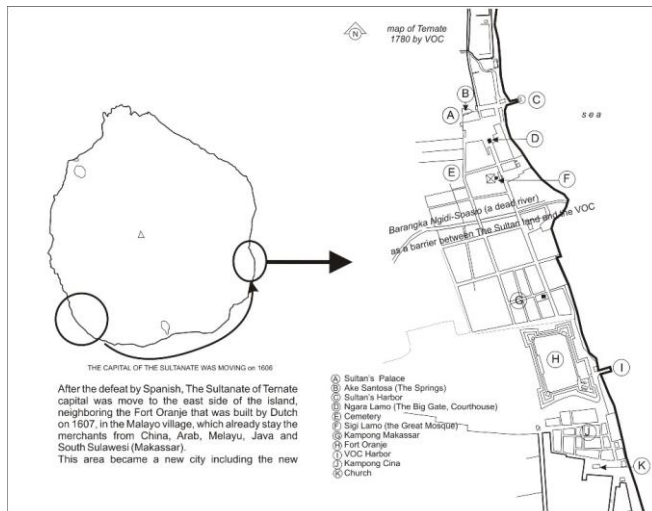 N
map of Ternate
1780 by VOC
B
C
A
sea
D
E
F
Barangka Ngidi-Spasio (a dead river)
as a barrier between The Sultan land and the VOC
G
H
I
J
K
THE CAPITAL OF THE SULTANATE WAS MOVING on 1606
After the defeat by Spanish, The Sultanate of Ternate
capital was move to the east side of the island,
neighboring the Fort Oranje that was built by Dutch
on 1607, in the Malayo village, which already stay the
merchants from China, Arab, Melayu, Java and
South Sulawesi (Makassar).
This area became a new city including the new
A Sultan's Palace
B Ake Santosa (The Springs)
C Sultan's Harbor
D Ngara Lamo (The Big Gate, Courthouse)
E Cemetery
F Sigi Lamo (the Great Mosque)
G Kampong Makassar
H Fort Oranje
I VOC Harbor
J Kampong Cina
K Church